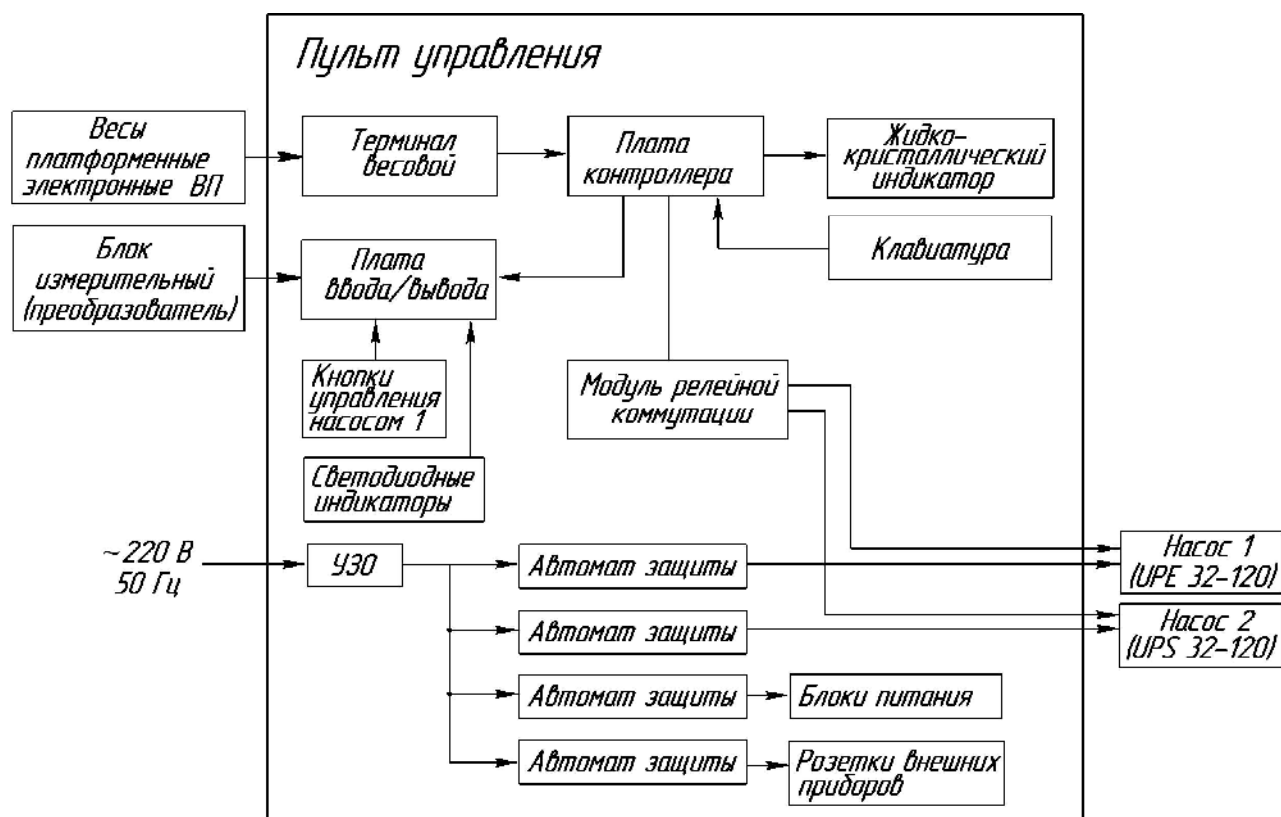 Пульт управления
Весы
платформенные
электронные ВП
Терминал
весовой
Плата
контроллера
Жидко-
кристаллический
индикатор
Блок
измерительный
(преобразователь)
Плата
ввода/вывода
Клавиатура
Кнопки
управления
насосом 1
Модуль релейной
коммутации
Светодиодные
индикаторы
~220 В
50 Гц
УЗО
Автомат защиты
Насос 1
(UPE 32-120)
Автомат защиты
Насос 2
(UPS 32-120)
Автомат защиты
Блоки питания
Автомат защиты
Розетки внешних
приборов